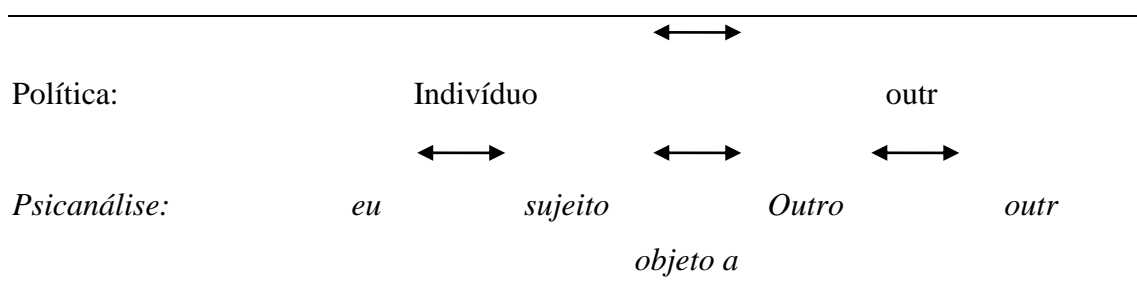 Política: Indivíduo outr
Psicanálise: eu sujeito Outro outr
objeto a